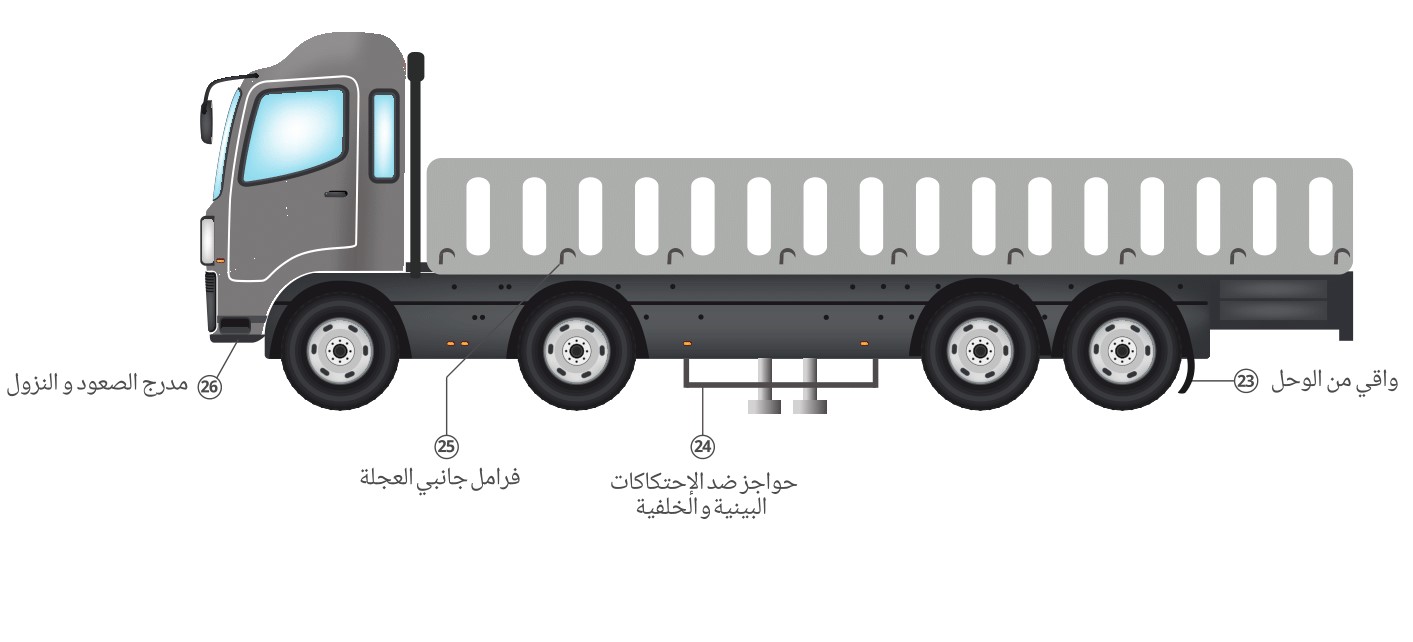 23 واقي من الوحل
26 مدرج الصعود و النزول
25
فرامل جانبي العجلة
24
حواجز ضد الإحتكاكات
البينية و الخلفية